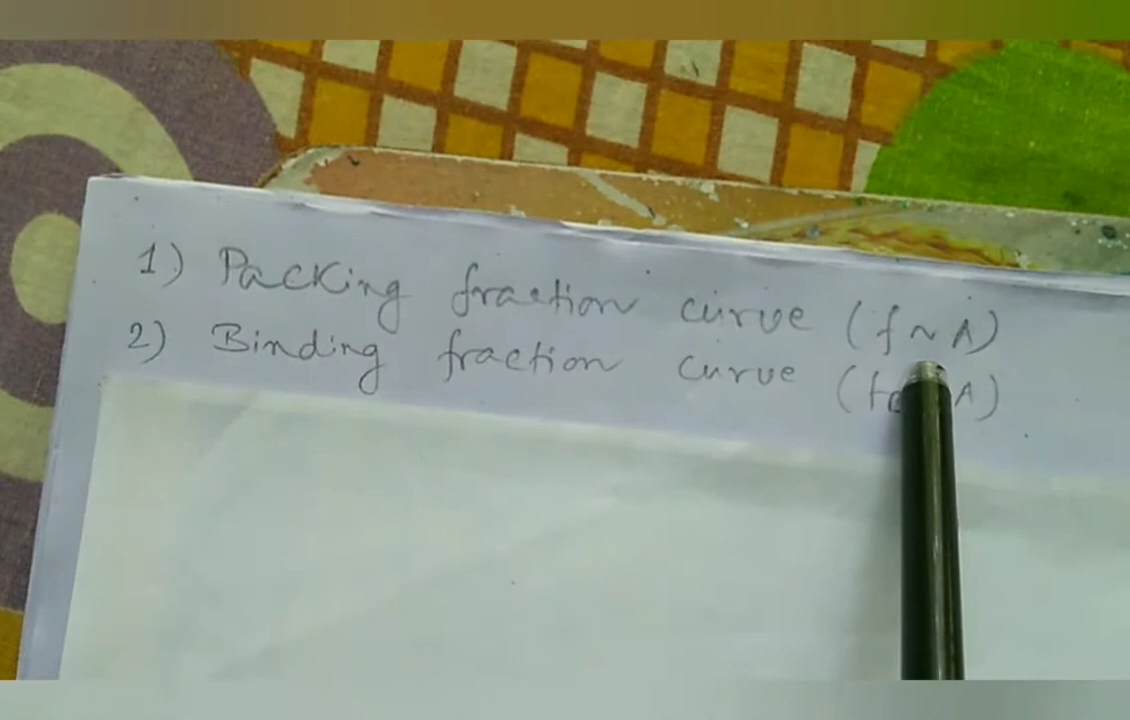 1) Packing fraction curve (f ~ A)
2) Binding fraction curve ( A)